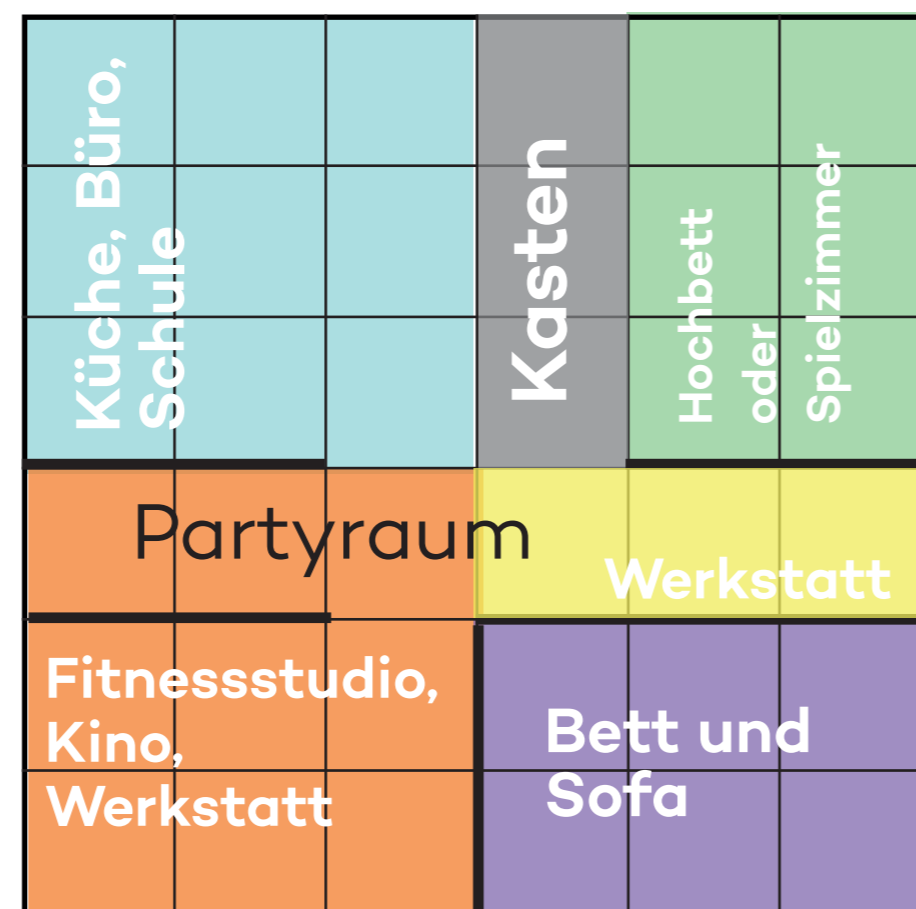 Küche, Büro,
Schule
Kasten
Hochbett
oder
Spielzimmer
Partyraum
Werkstatt
Fitnessstudio,
Kino,
Werkstatt
Bett und
Sofa